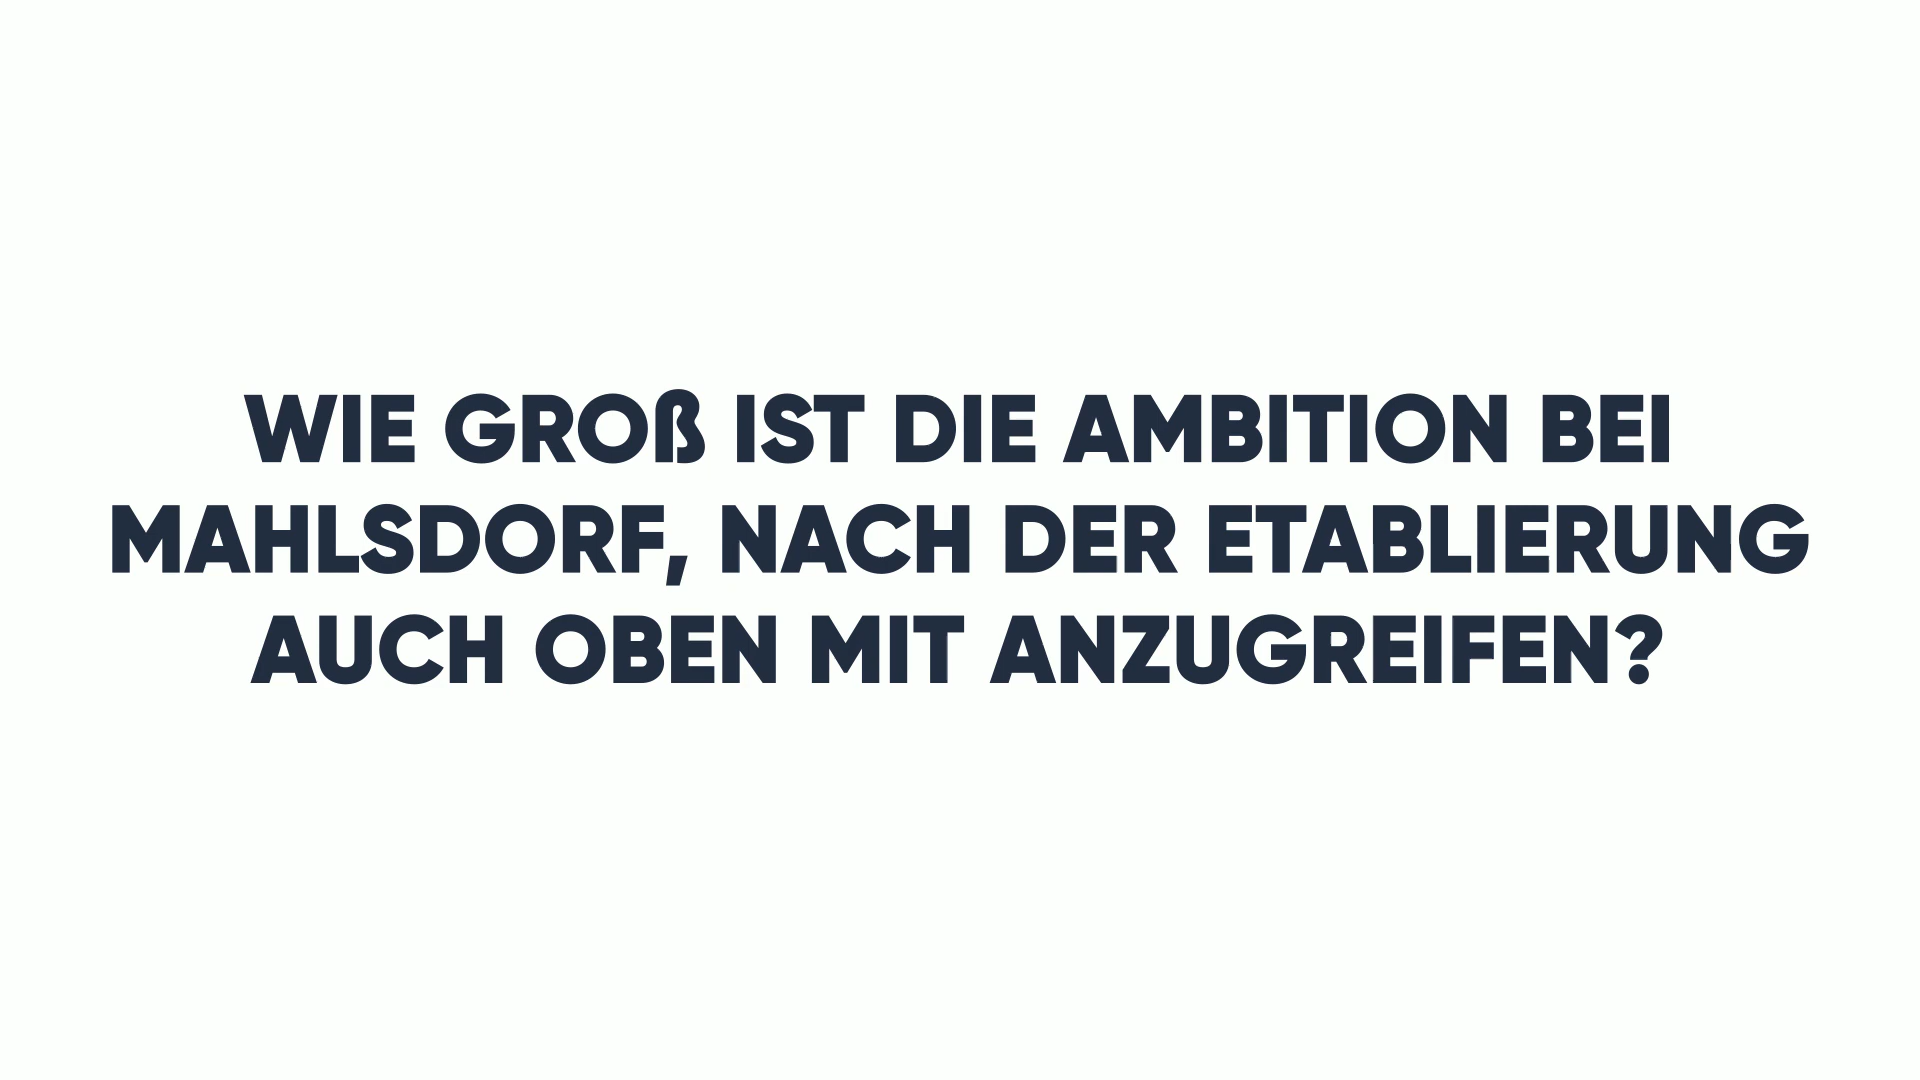 WIE GROß IST DIE AMBITION BEI
MAHLSDORF, NACH DER ETABLIERUNG
AUCH OBEN MIT ANZUGREIFEN?